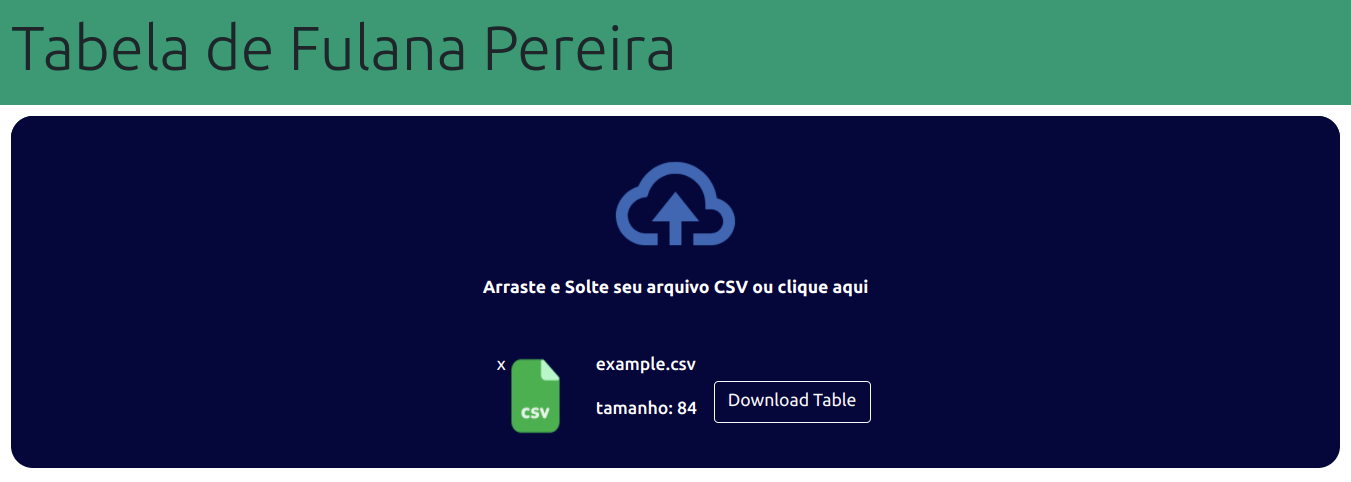 Tabela de Fulana Pereira
Arraste e Solte seu arquivo CSV ou clique aqui
x
CSV
example.csv
tamanho: 84
Download Table